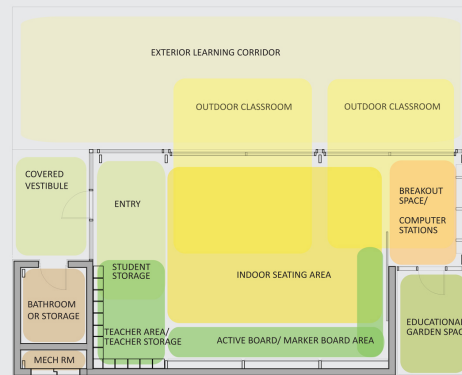 EXTERIOR LEARNING CORRIDOR
OUTDOOR CLASSROOM
OUTDOOR CLASSROOM
COVERED
VESTIBULE
ENTRY
BREAKOUT
SPACE/
COMPUTER
STATIONS
STUDENT
STORAGE
INDOOR SEATING AREA
BATHROOM
OR STORAGE
TEACHER AREA/
TEACHER STORAGE
ACTIVE BOARD/ MARKER BOARD AREA
EDUCATIONAL
GARDEN SPAC
MECH RM